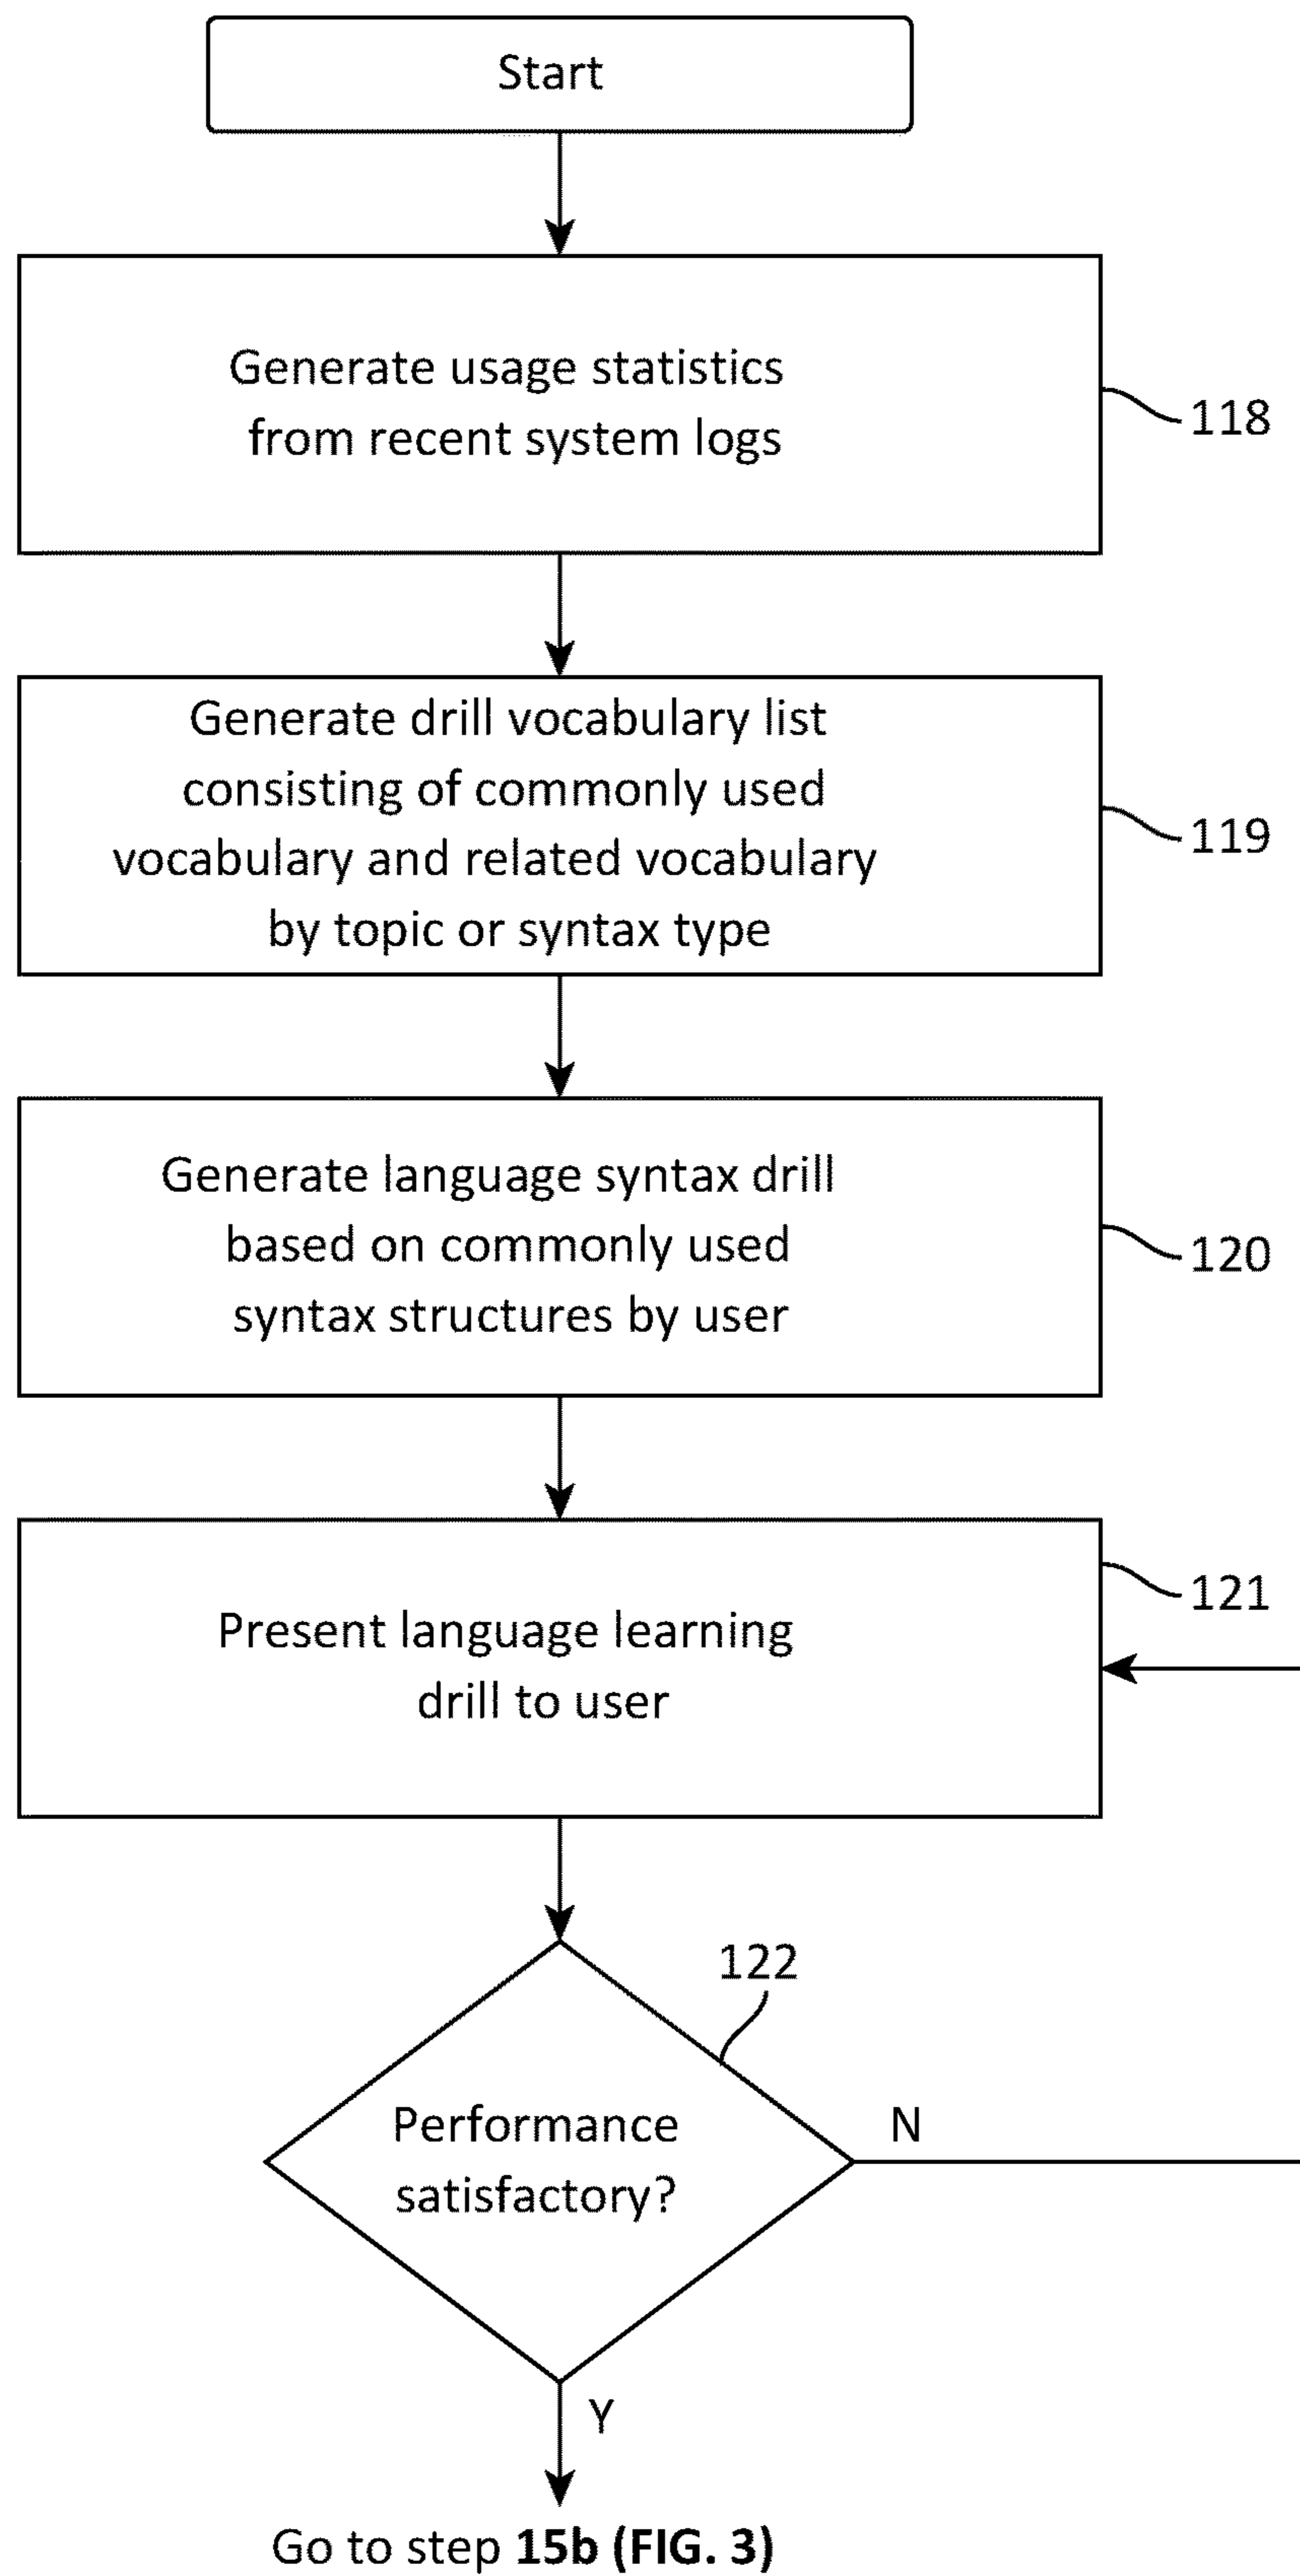 Start
Generate usage statistics
from recent system logs
118
Generate drill vocabulary list
consisting of commonly used
vocabulary and related vocabulary
by topic or syntax type
119
Generate language syntax drill
based on commonly used
syntax structures by user
120
Present language learning
drill to user
121
122
Performance
satisfactory?
N
Y
Go to step 15b (FIG. 3)